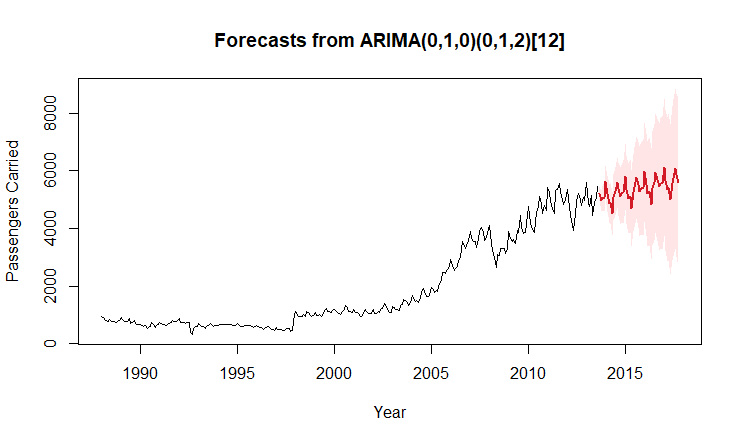 Forecasts from ARIMA(0,1,0)(0,1,2)[12]
Passengers Carried
8000
6000
4000
2000
0
1990 1995 2000 2005 2010 2015
Year